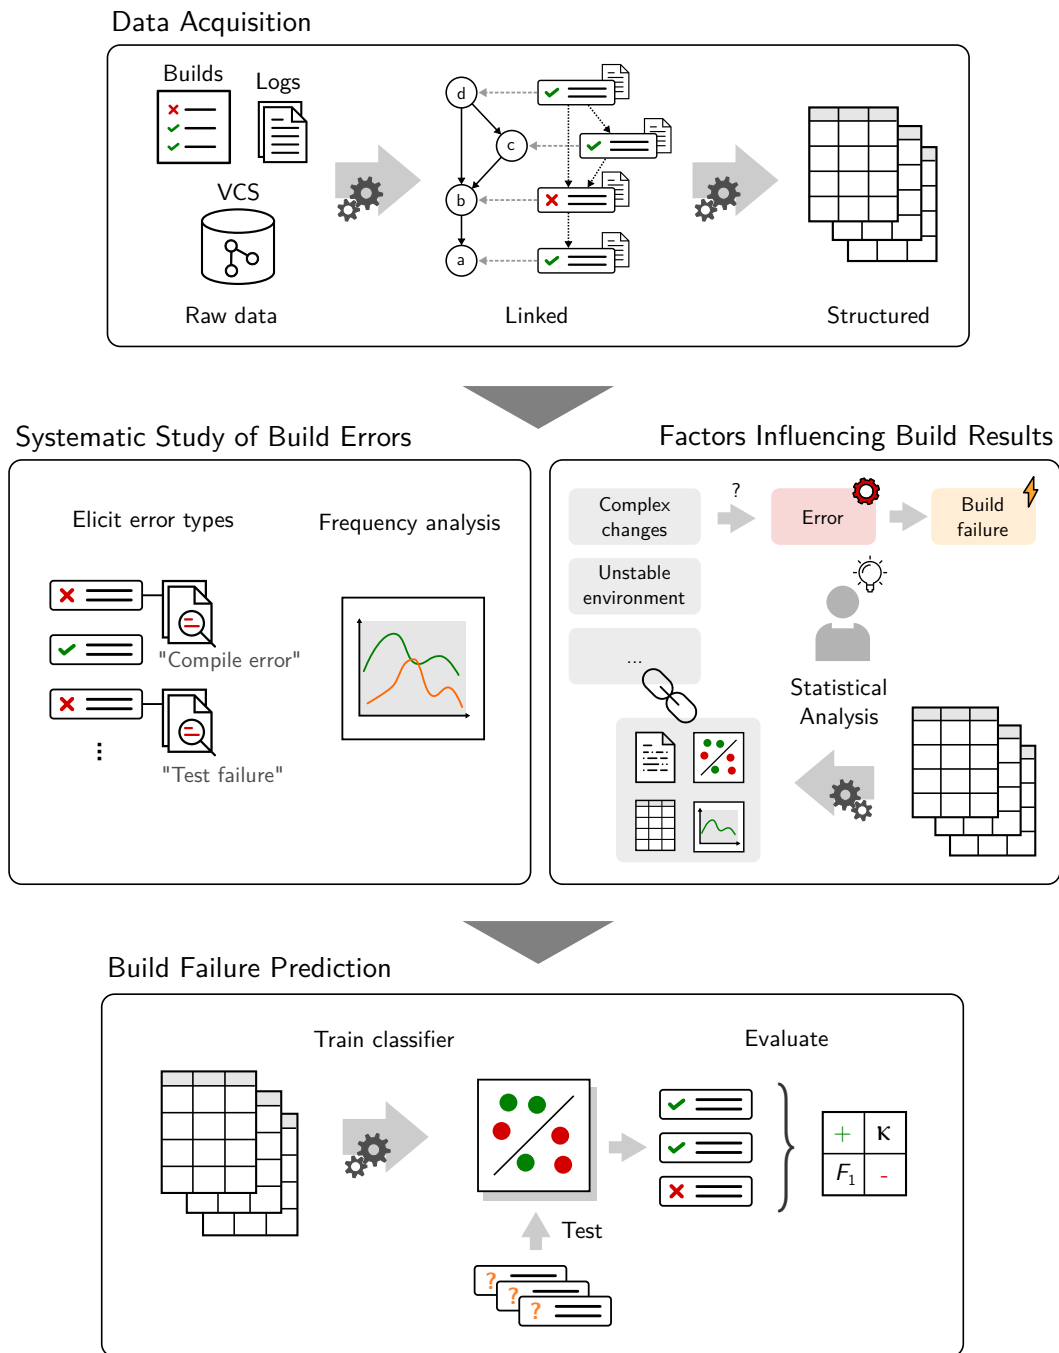 Data Acquisition
Builds
Logs
VCS
d
c
b
a
Raw data
Linked
Structured
Systematic Study of Build Errors
Elicit error types
Frequency analysis
"Compile error"
"Test failure"
Factors Influencing Build Results
Complex
changes
?
Error
Build
failure
Unstable
environment
...
Statistical
Analysis
Build Failure Prediction
Train classifier
Evaluate
+
κ
F1
-
Test
?
?
?